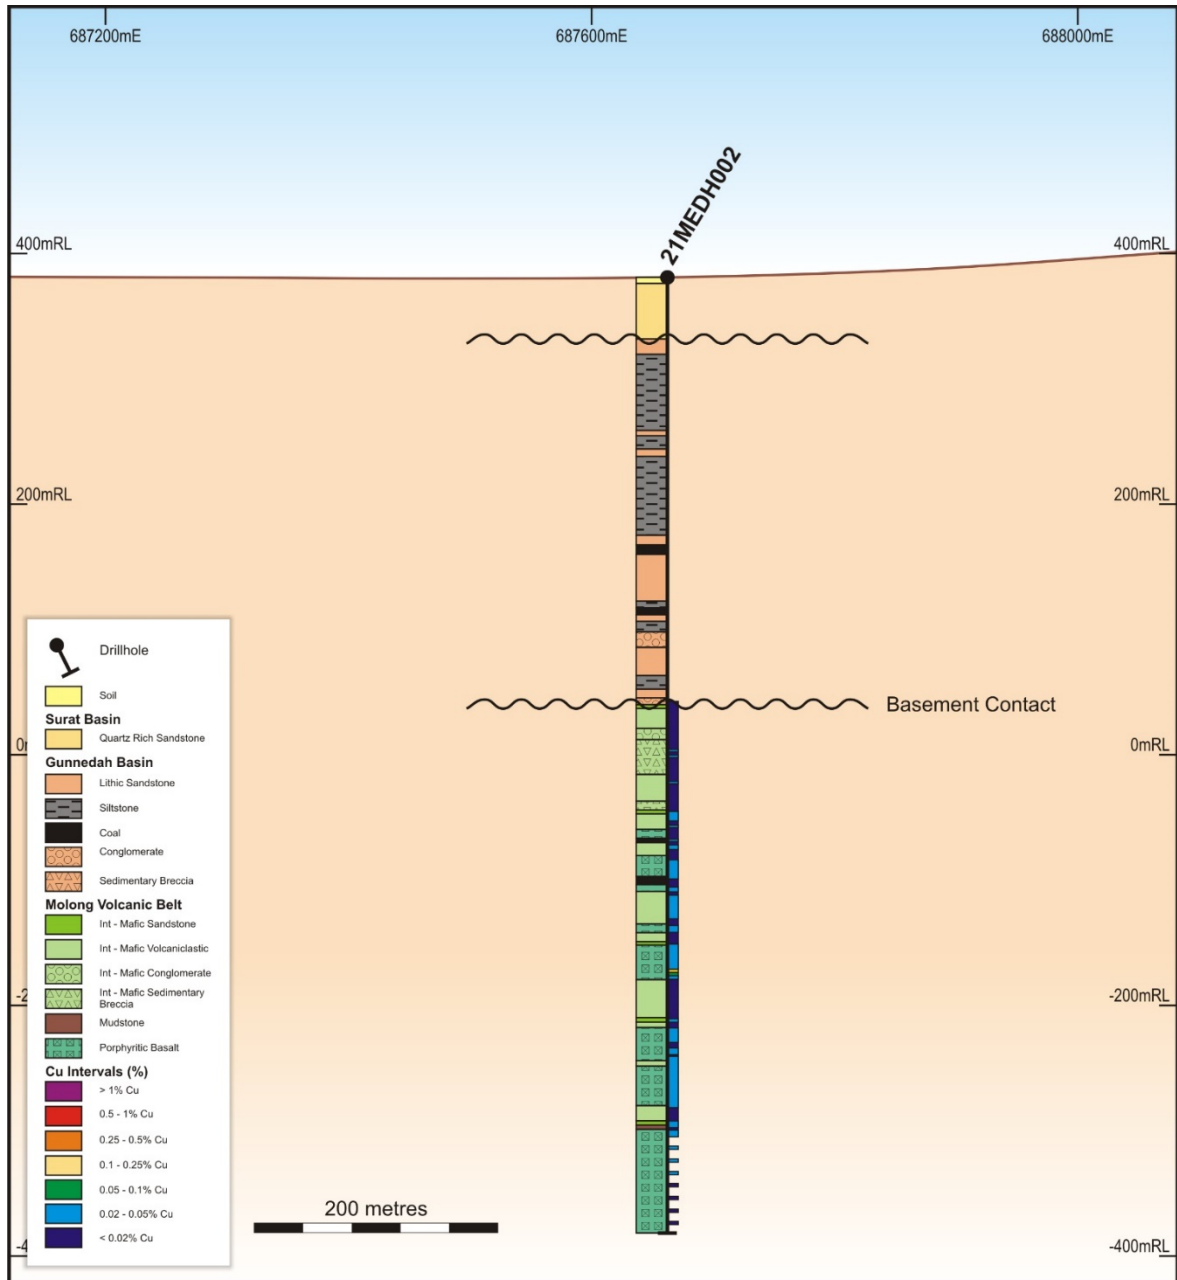 687200mE 687600mE 688000mE
21MEDH002
400mRL 400mRL
200mRL 200mRL
Drillhole
Soil
Surat Basin
Quartz Rich Sandstone
Gunnedah Basin
Lithic Sandstone
Siltstone
Coal
Conglomerate
Sedimentary Breccia
Molong Volcanic Belt
Int - Mafic Sandstone
Int - Mafic Volcaniclastic
Int - Mafic Conglomerate
Int - Mafic Sedimentary
Breccia
Mudstone
Porphyritic Basalt
Cu Intervals (%)
> 1% Cu
0.5 - 1% Cu
0.25 - 0.5% Cu
0.1 - 0.25% Cu
0.05 - 0.1% Cu
0.02 - 0.05% Cu
< 0.02% Cu
Basement Contact
0mRL
-200mRL
200 metres
-400mRL